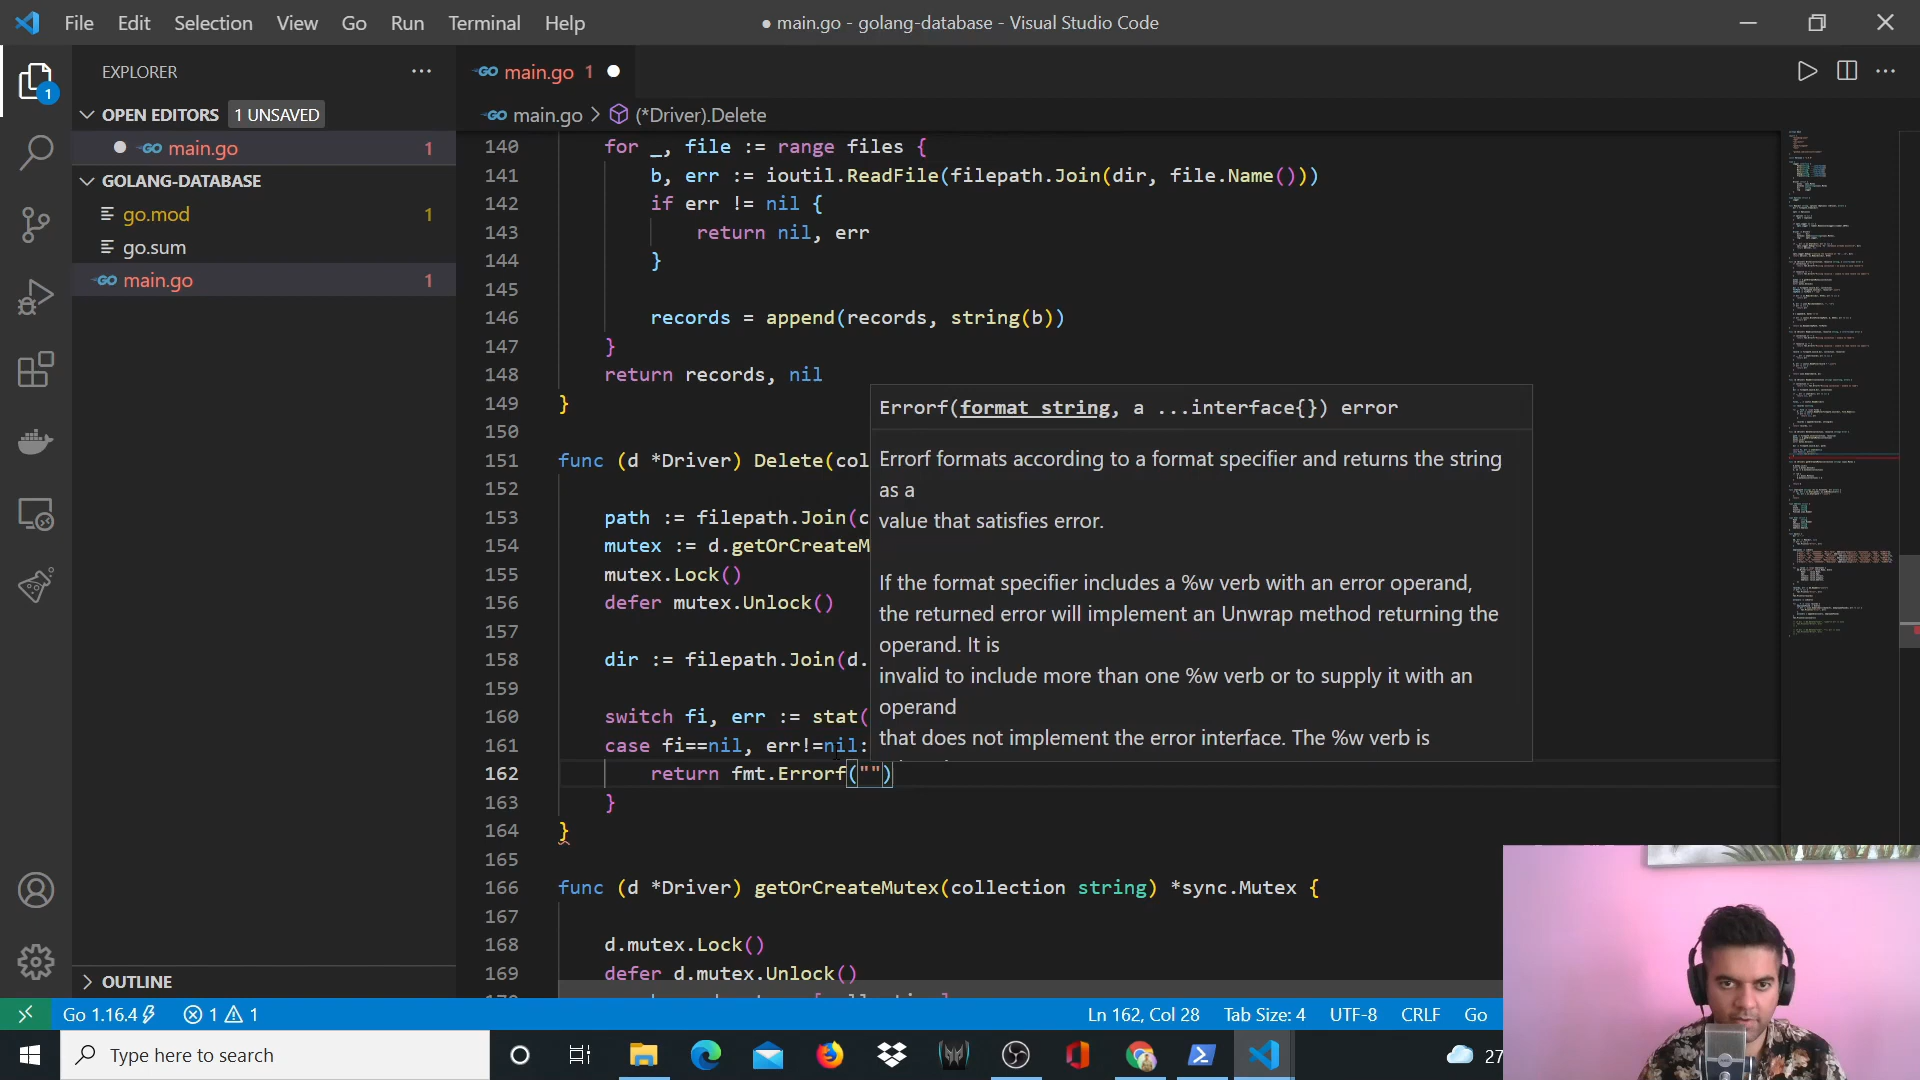 File Edit Selection View Go Run Terminal Help
● main.go - golang-database - Visual Studio Code
EXPLORER
OPEN EDITORS 1 UNSAVED
main.go 1
GOLANG-DATABASE
go.mod 1
go.sum
main.go 1
OUTLINE
1
main.go 1
main.go > (*Driver).Delete
140 for _, file := range files {
141 b, err := ioutil.ReadFile(filepath.Join(dir, file.Name()))
142 if err != nil {
143 return nil, err
144 }
145
146 records = append(records, string(b))
147 }
148 return records, nil
149 }
150
151 func (d *Driver) Delete(col
152
153 path := filepath.Join(c
154 mutex := d.getOrCreateM
155 mutex.Lock()
156 defer mutex.Unlock()
157
158 dir := filepath.Join(d.
159
160 switch fi, err := stat(
161 case fi==nil, err!=nil:
162 return fmt.Errorf("")
163 }
164 }
165
166 func (d *Driver) getOrCreateMutex(collection string) *sync.Mutex {
167
168 d.mutex.Lock()
169 defer d.mutex.Unlock()
Errorf(format string, a ...interface{}) error
Errorf formats according to a format specifier and returns the string
as a
value that satisfies error.
If the format specifier includes a %w verb with an error operand,
the returned error will implement an Unwrap method returning the
operand. It is
invalid to include more than one %w verb or to supply it with an
operand
that does not implement the error interface. The %w verb is
Go 1.16.4 1 1 Ln 162, Col 28 Tab Size: 4 UTF-8 CRLF Go
Type here to search
27